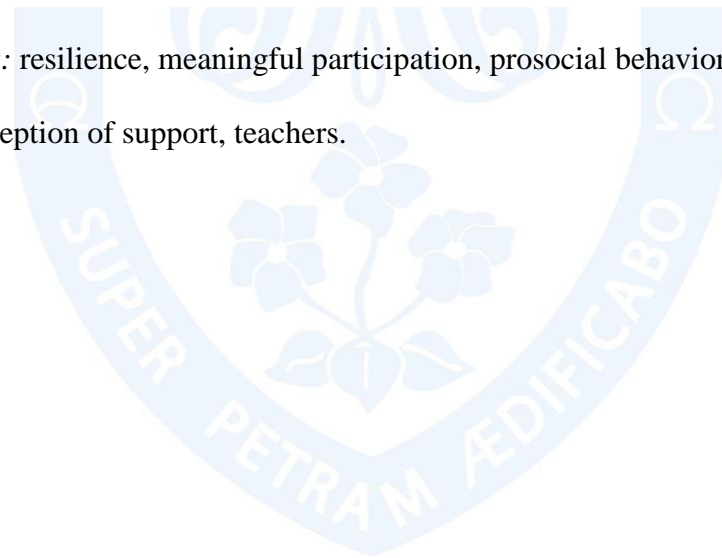 : resilience, meaningful participation, prosocial behavior
eption of support, teachers.
Ω Ω
SUPER PETRAM ÆDIFICABO